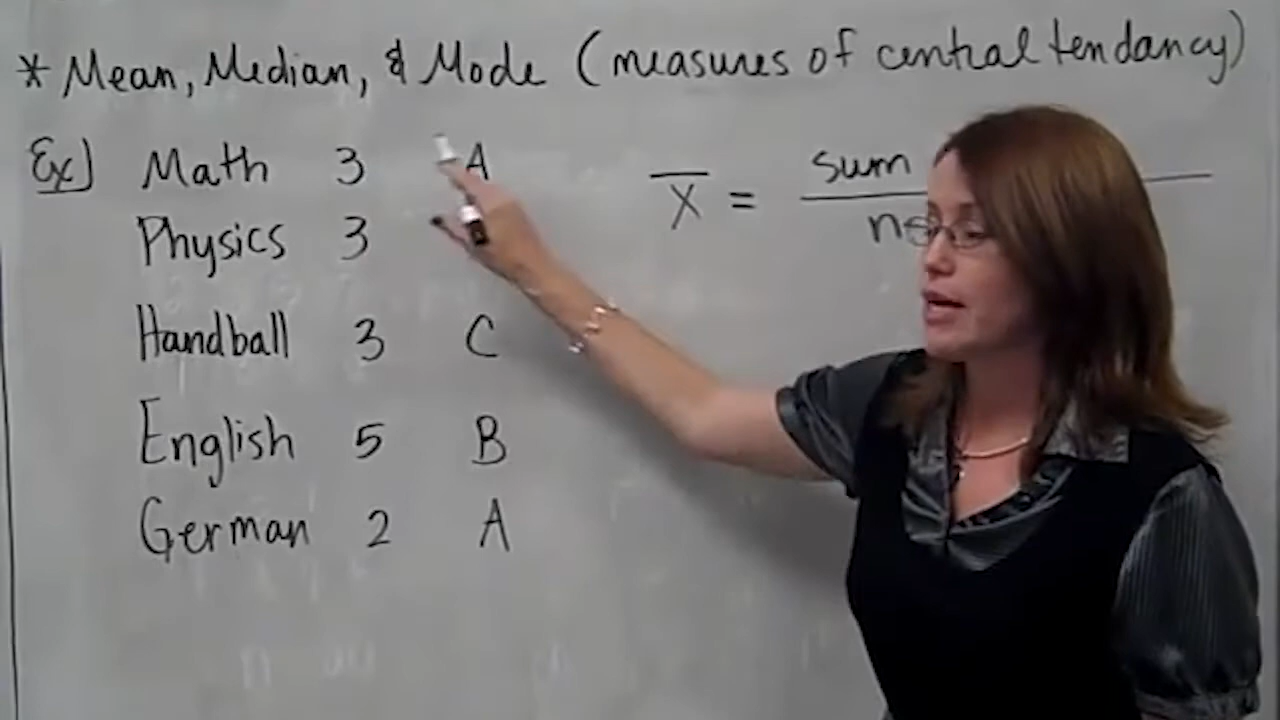 * Mean, Median, & Mode (measures of central tendancy)
Ex) Math 3 A
x̄ = sum
Physics 3
Handball 3 C
English 5 B
German 2 A